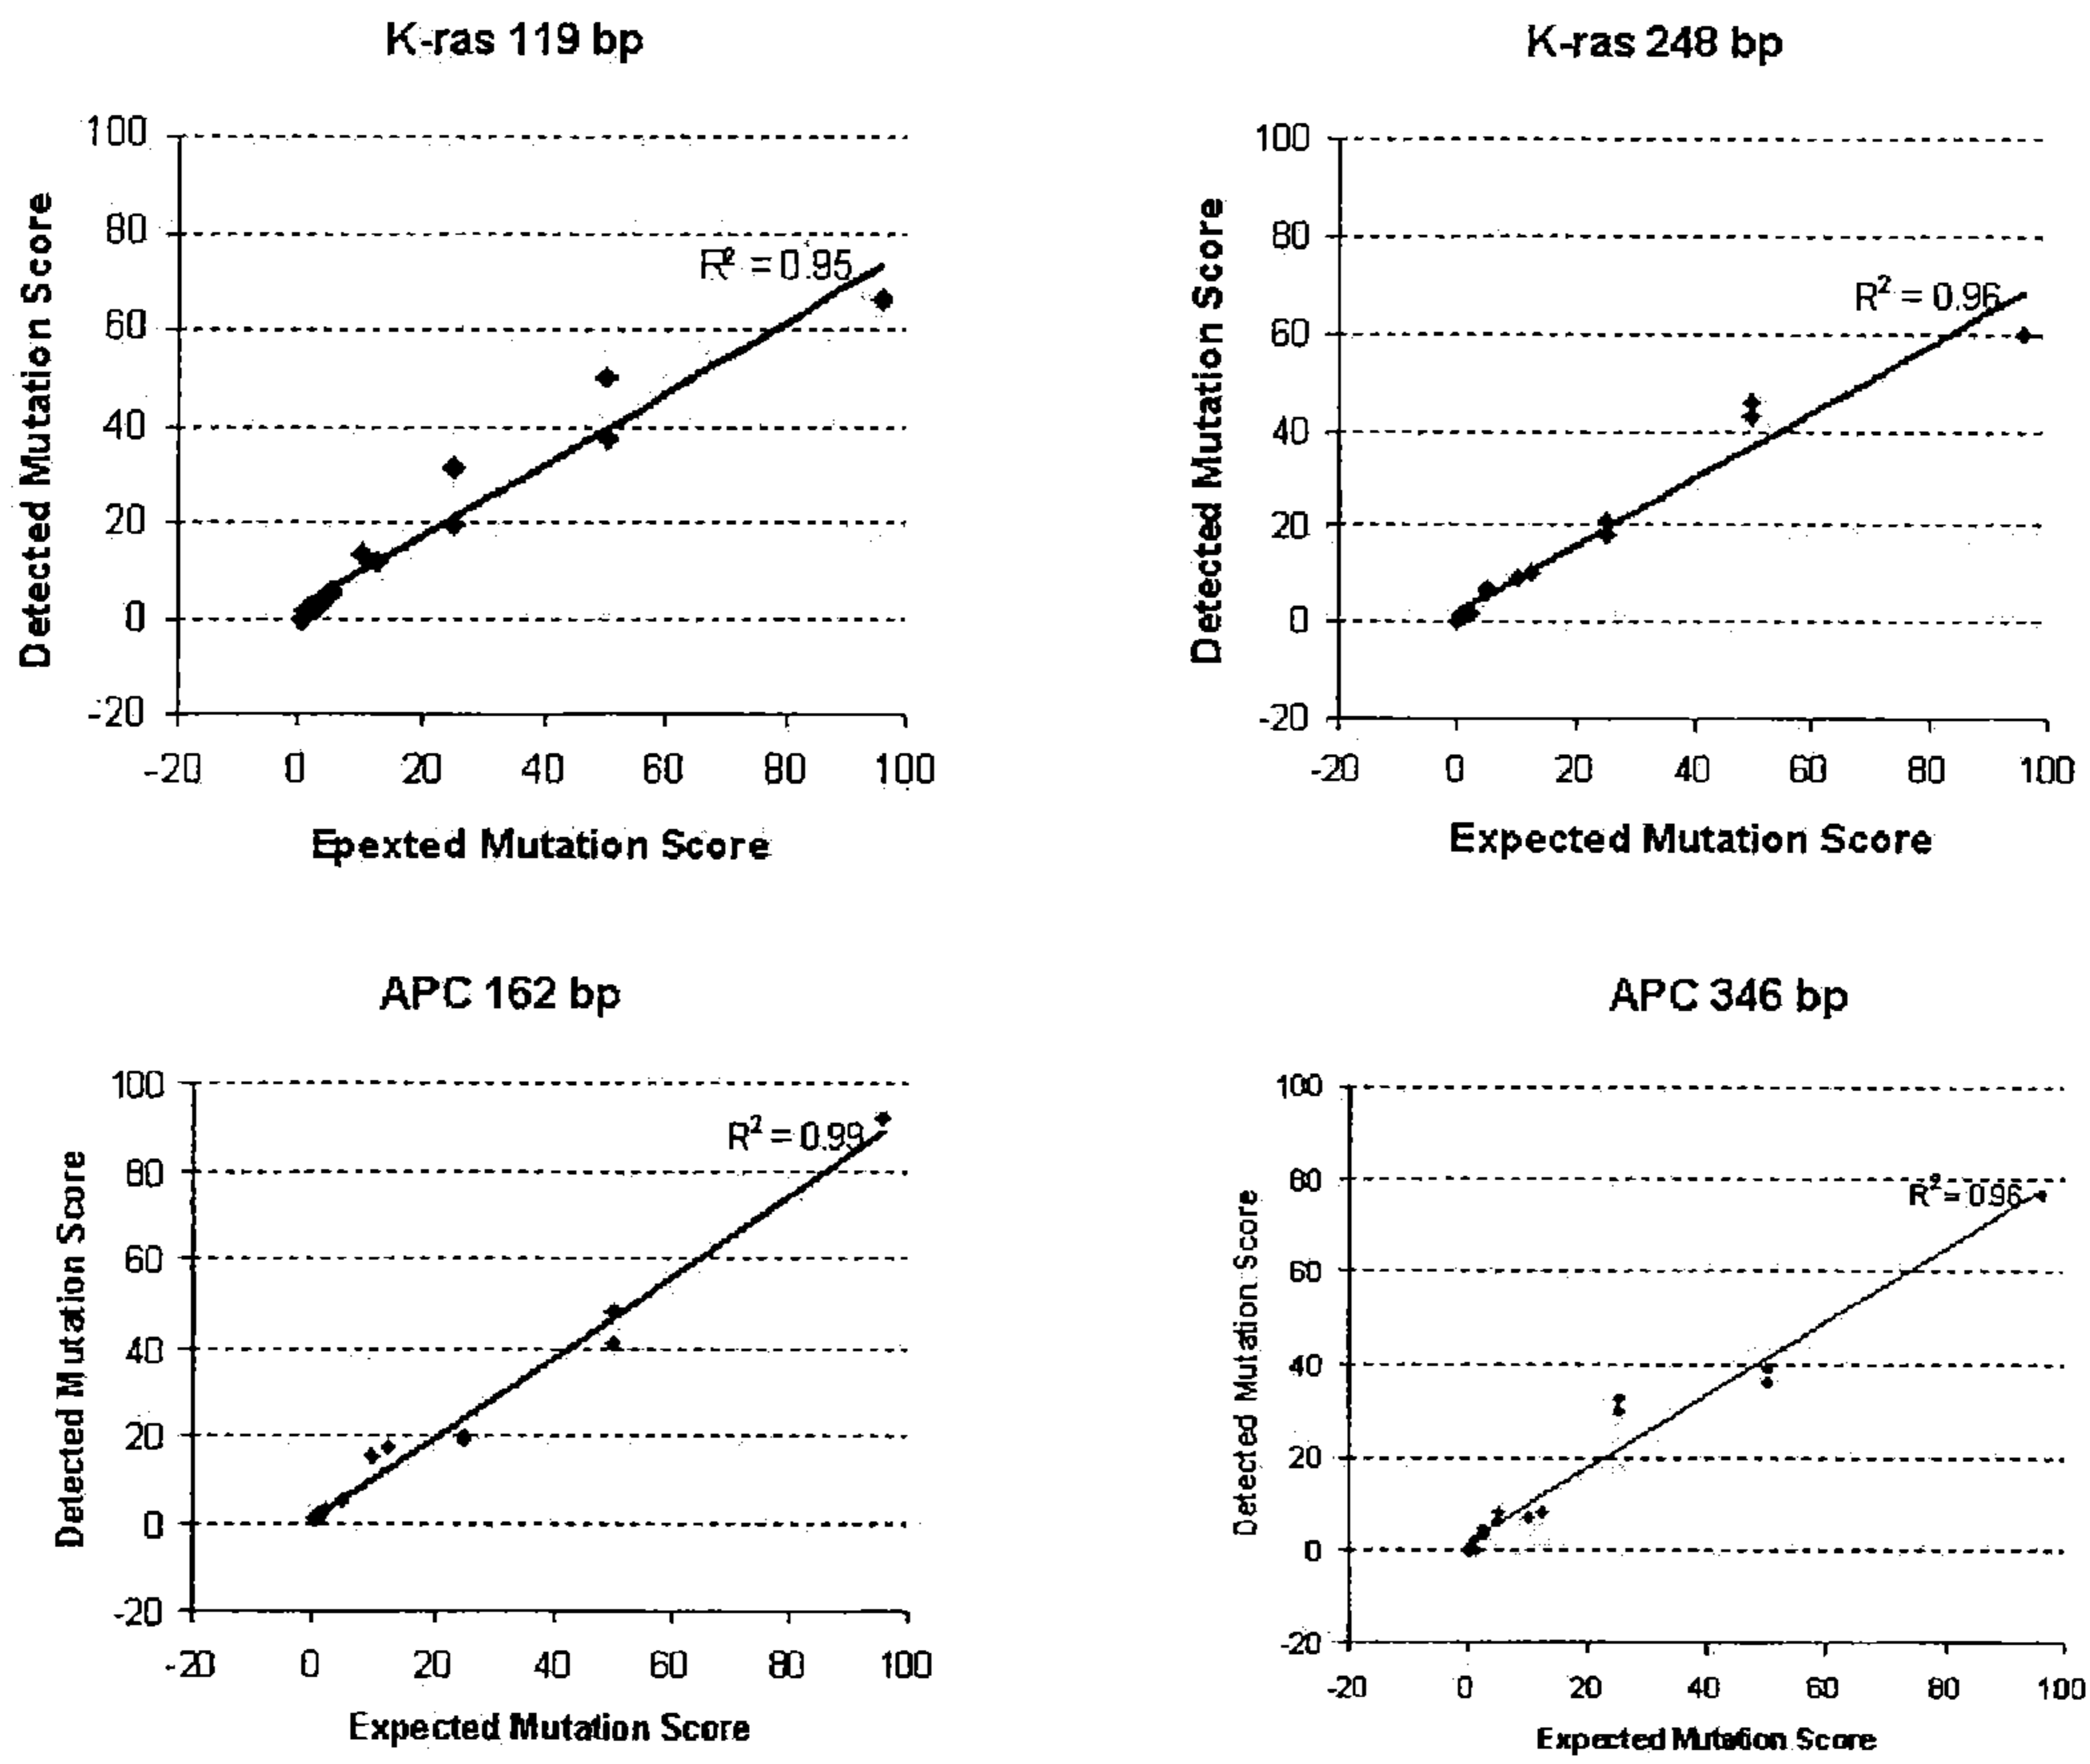 K-ras 119 bp
100
80
60
40
20
0
-20
-20 0 20 40 60 80 100
Detected Mutation Score
R² = 0.95
Epexted Mutation Score
K-ras 248 bp
100
80
60
40
20
0
-20
-20 0 20 40 60 80 100
Detected Mutation Score
R² = 0.96
Expected Mutation Score
APC 162 bp
100
80
60
40
20
0
-20
-20 0 20 40 60 80 100
Detected Mutation Score
R² = 0.99
Expected Mutation Score
APC 346 bp
100
80
60
40
20
0
-20
-20 0 20 40 60 80 100
Detected Mutation Score
R² = 0.96
Expected Mutation Score